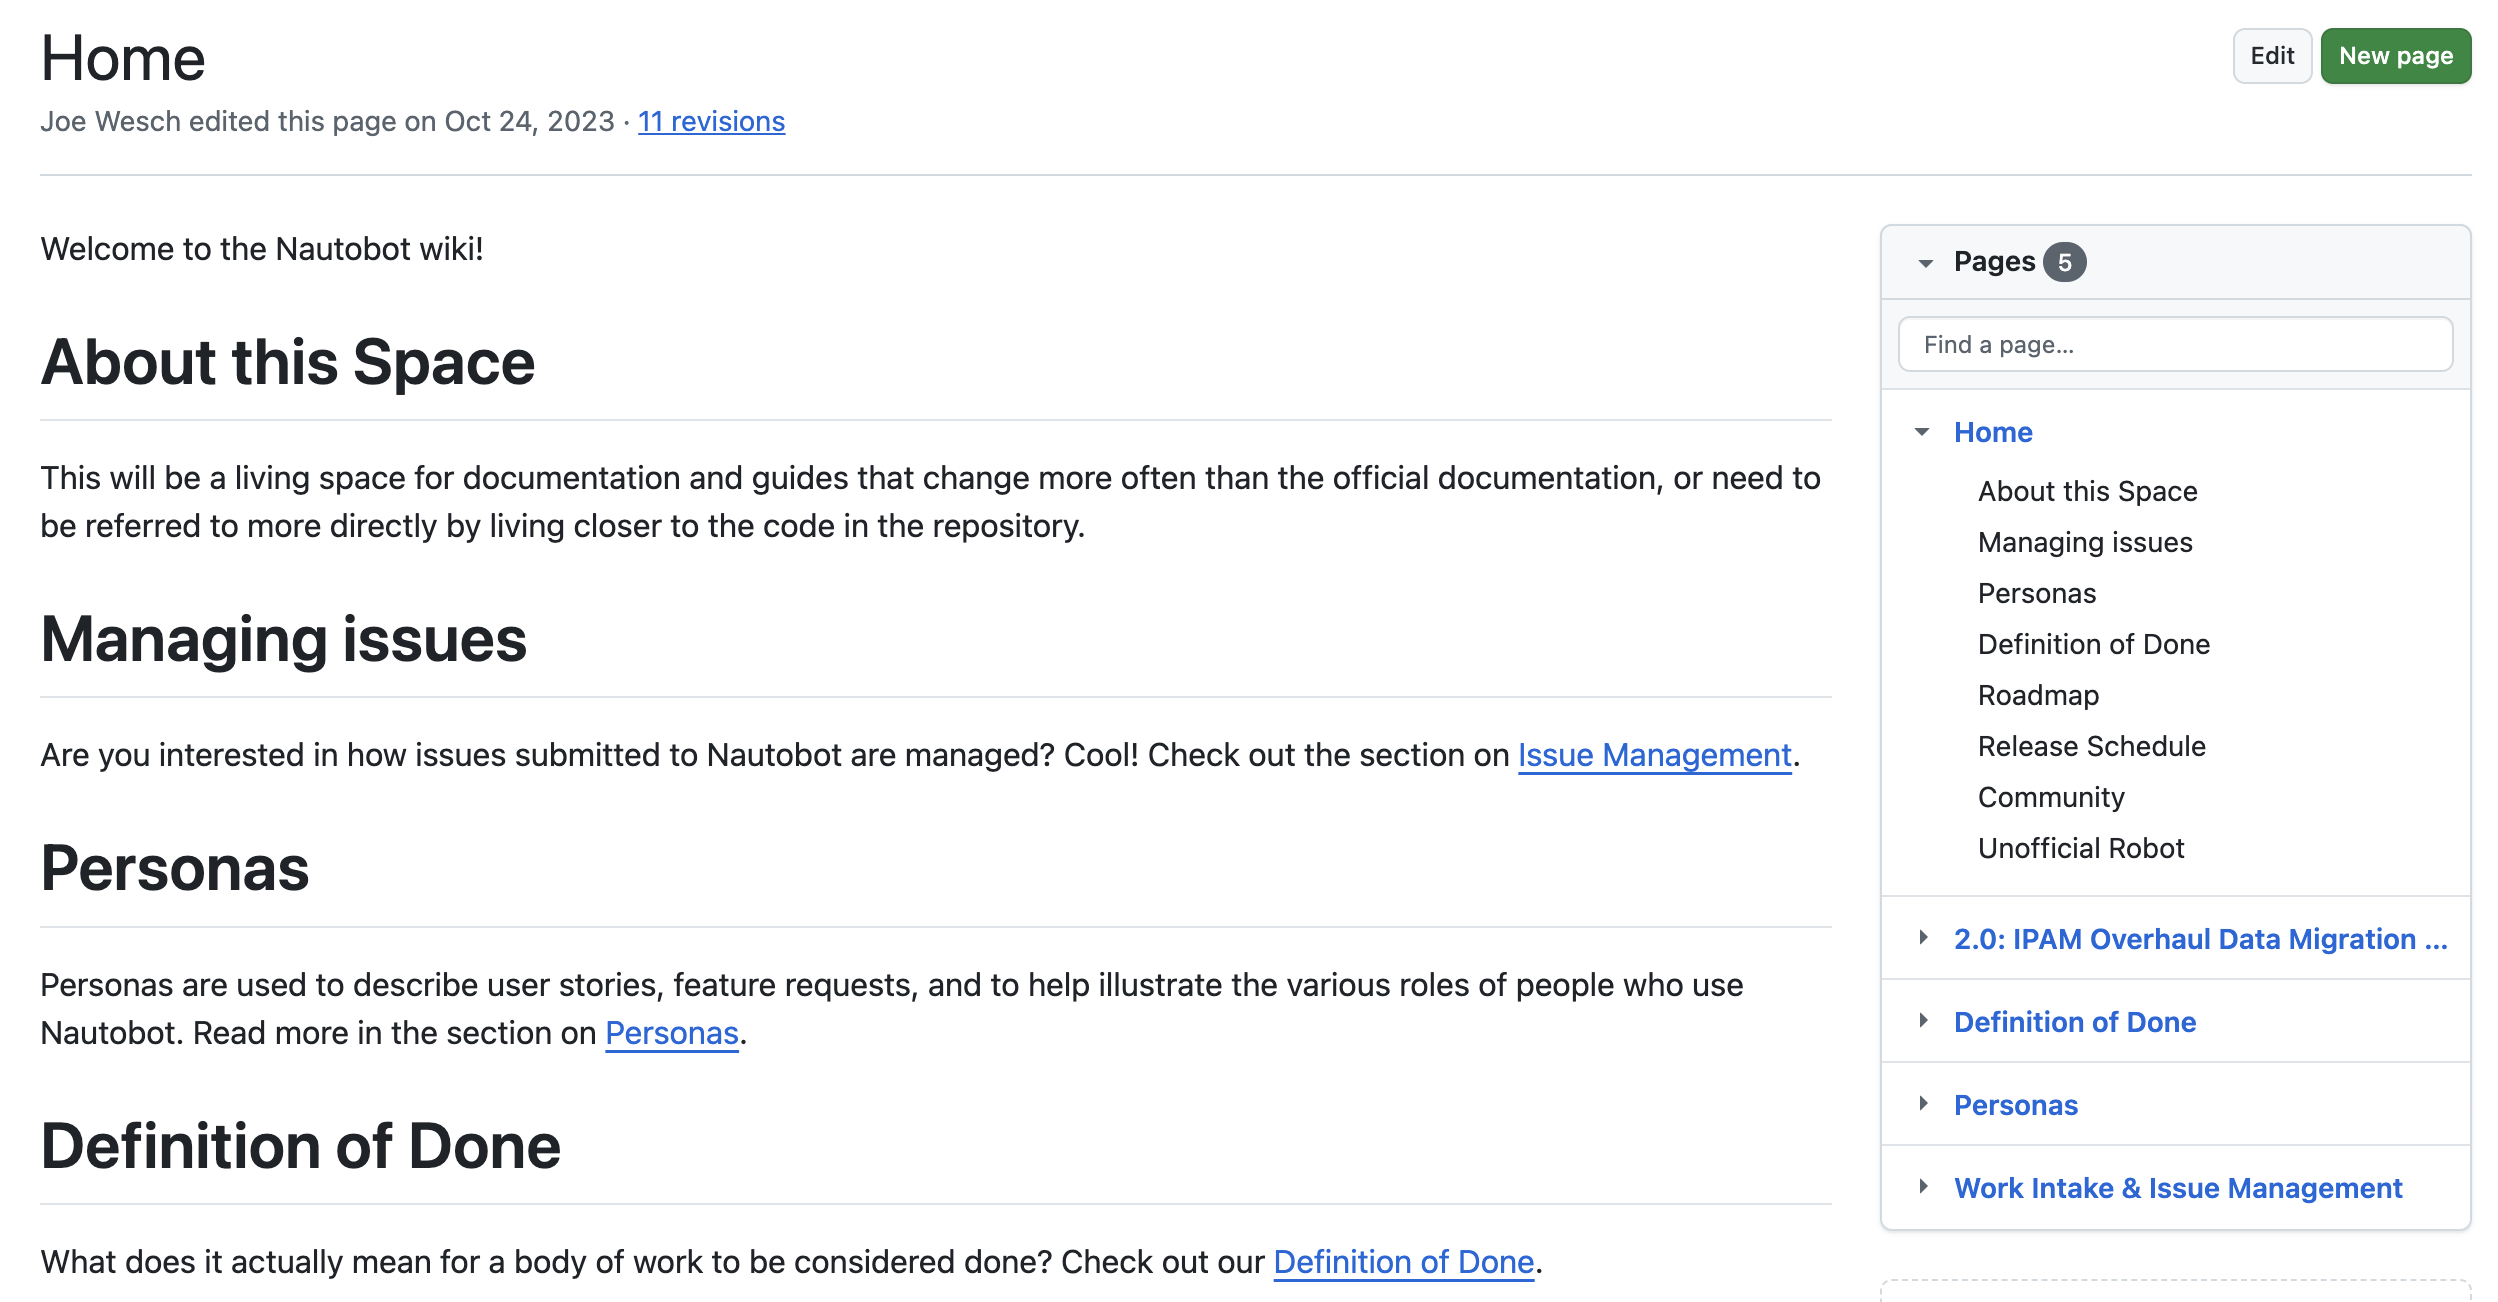 Home
Edit
New page
Joe Wesch edited this page on Oct 24, 2023 · 11 revisions
Welcome to the Nautobot wiki!
About this Space
This will be a living space for documentation and guides that change more often than the official documentation, or need to
be referred to more directly by living closer to the code in the repository.
Managing issues
Are you interested in how issues submitted to Nautobot are managed? Cool! Check out the section on Issue Management.
Personas
Personas are used to describe user stories, feature requests, and to help illustrate the various roles of people who use
Nautobot. Read more in the section on Personas.
Definition of Done
What does it actually mean for a body of work to be considered done? Check out our Definition of Done.
Pages 5
Find a page…
Home
About this Space
Managing issues
Personas
Definition of Done
Roadmap
Release Schedule
Community
Unofficial Robot
2.0: IPAM Overhaul Data Migration ...
Definition of Done
Personas
Work Intake & Issue Management